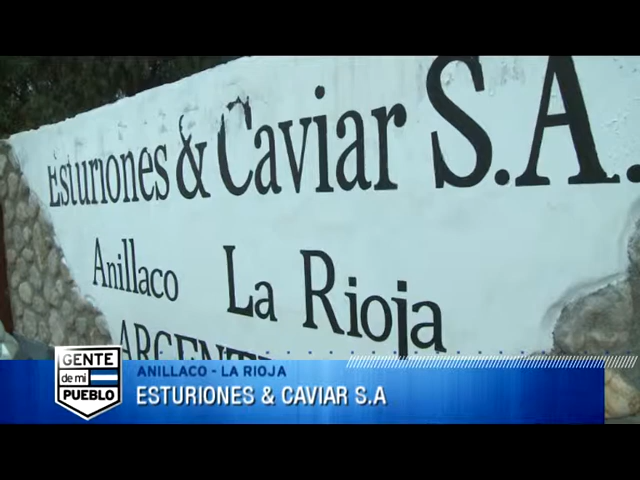 Esturiones & Caviar S.A.
Anillaco La Rioja
GENTE
de mi
PUEBLO
ANILLACO - LA RIOJA
ESTURIONES & CAVIAR S.A